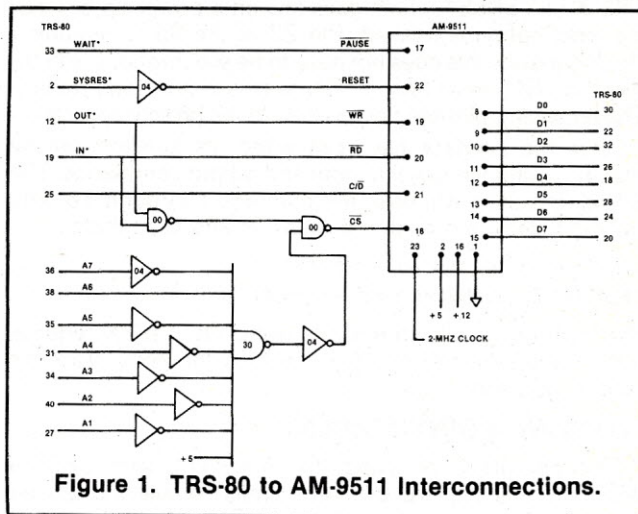 TRS-80
AM-9511
33 WAIT* PAUSE 17
2 SYSRES* 04 RESET 22
12 OUT* WR 19
19 IN* RD 20
25 C/D 21
00 00 CS 18
TRS-80
8 D0 30
9 D1 22
10 D2 32
11 D3 26
12 D4 18
13 D5 28
14 D6 24
15 D7 20
23 2 16 1
+5 +12
2-MHZ CLOCK
36 A7 04
38 A6
35 A5
31 A4 30 04
34 A3
40 A2
27 A1
+5
Figure 1. TRS-80 to AM-9511 Interconnections.